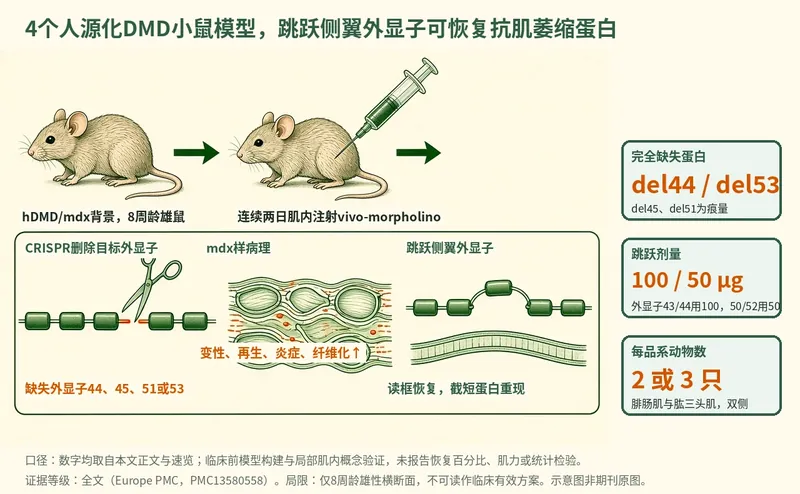 4个人源化DMD小鼠模型，跳跃侧翼外显子可恢复抗肌萎缩蛋白
hDMD/mdx背景，8周龄雄鼠
连续两日肌内注射vivo-morpholino
CRISPR删除目标外显子
mdx样病理
跳跃侧翼外显子
变性、再生、炎症、纤维化↑
缺失外显子44、45、51或53
读框恢复，截短蛋白重现
完全缺失蛋白
del44 / del53
del45、del51为痕量
跳跃剂量
100 / 50 μg
外显子43/44用100，50/52用50
每品系动物数
2 或 3 只
腓肠肌与肱三头肌，双侧
口径：数字均取自本文正文与速览；临床前模型构建与局部肌内概念验证，未报告恢复百分比、肌力或统计检验。
证据等级：全文（Europe PMC，PMC13580558）。局限：仅8周龄雄性横断面，不可读作临床有效方案。示意图非期刊原图。